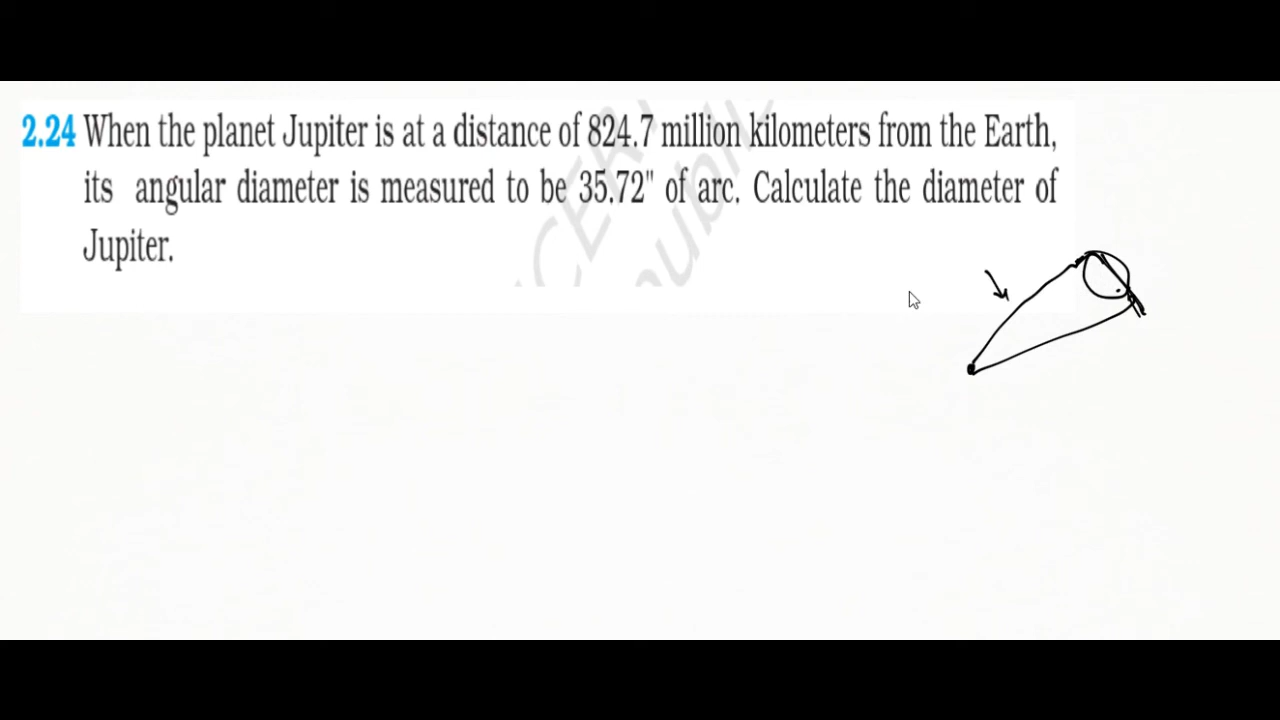 2.24 When the planet Jupiter is at a distance of 824.7 million kilometers from the Earth,
its angular diameter is measured to be 35.72" of arc. Calculate the diameter of
Jupiter.